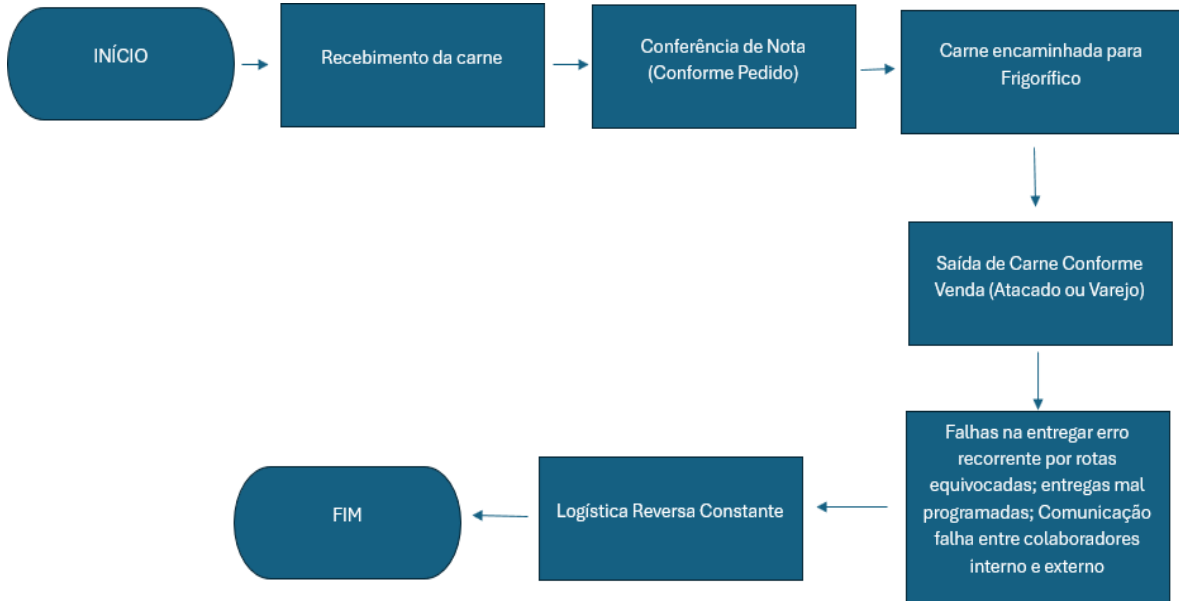 INÍCIO
Recebimento da carne
Conferência de Nota
(Conforme Pedido)
Carne encaminhada para
Frigorífico
Saída de Carne Conforme
Venda (Atacado ou Varejo)
Falhas na entregar erro
recorrente por rotas
equivocadas; entregas mal
programadas; Comunicação
falha entre colaboradores
interno e externo
Logística Reversa Constante
FIM